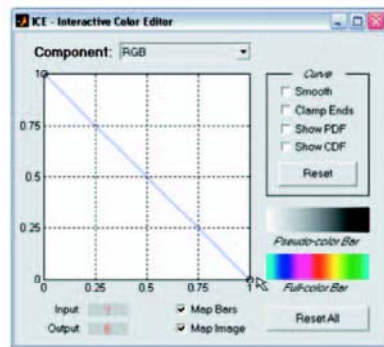 ICE - Interactive Color Editor
Component: RGB
1
0.75
0.5
0.25
0
0 0.25 0.5 0.75 1
Curve
Smooth
Clamp Ends
Show PDF
Show CDF
Reset
Pseudo-color Bar
Full-color Bar
Input:
Output:
Map Bars
Map Image
Reset All